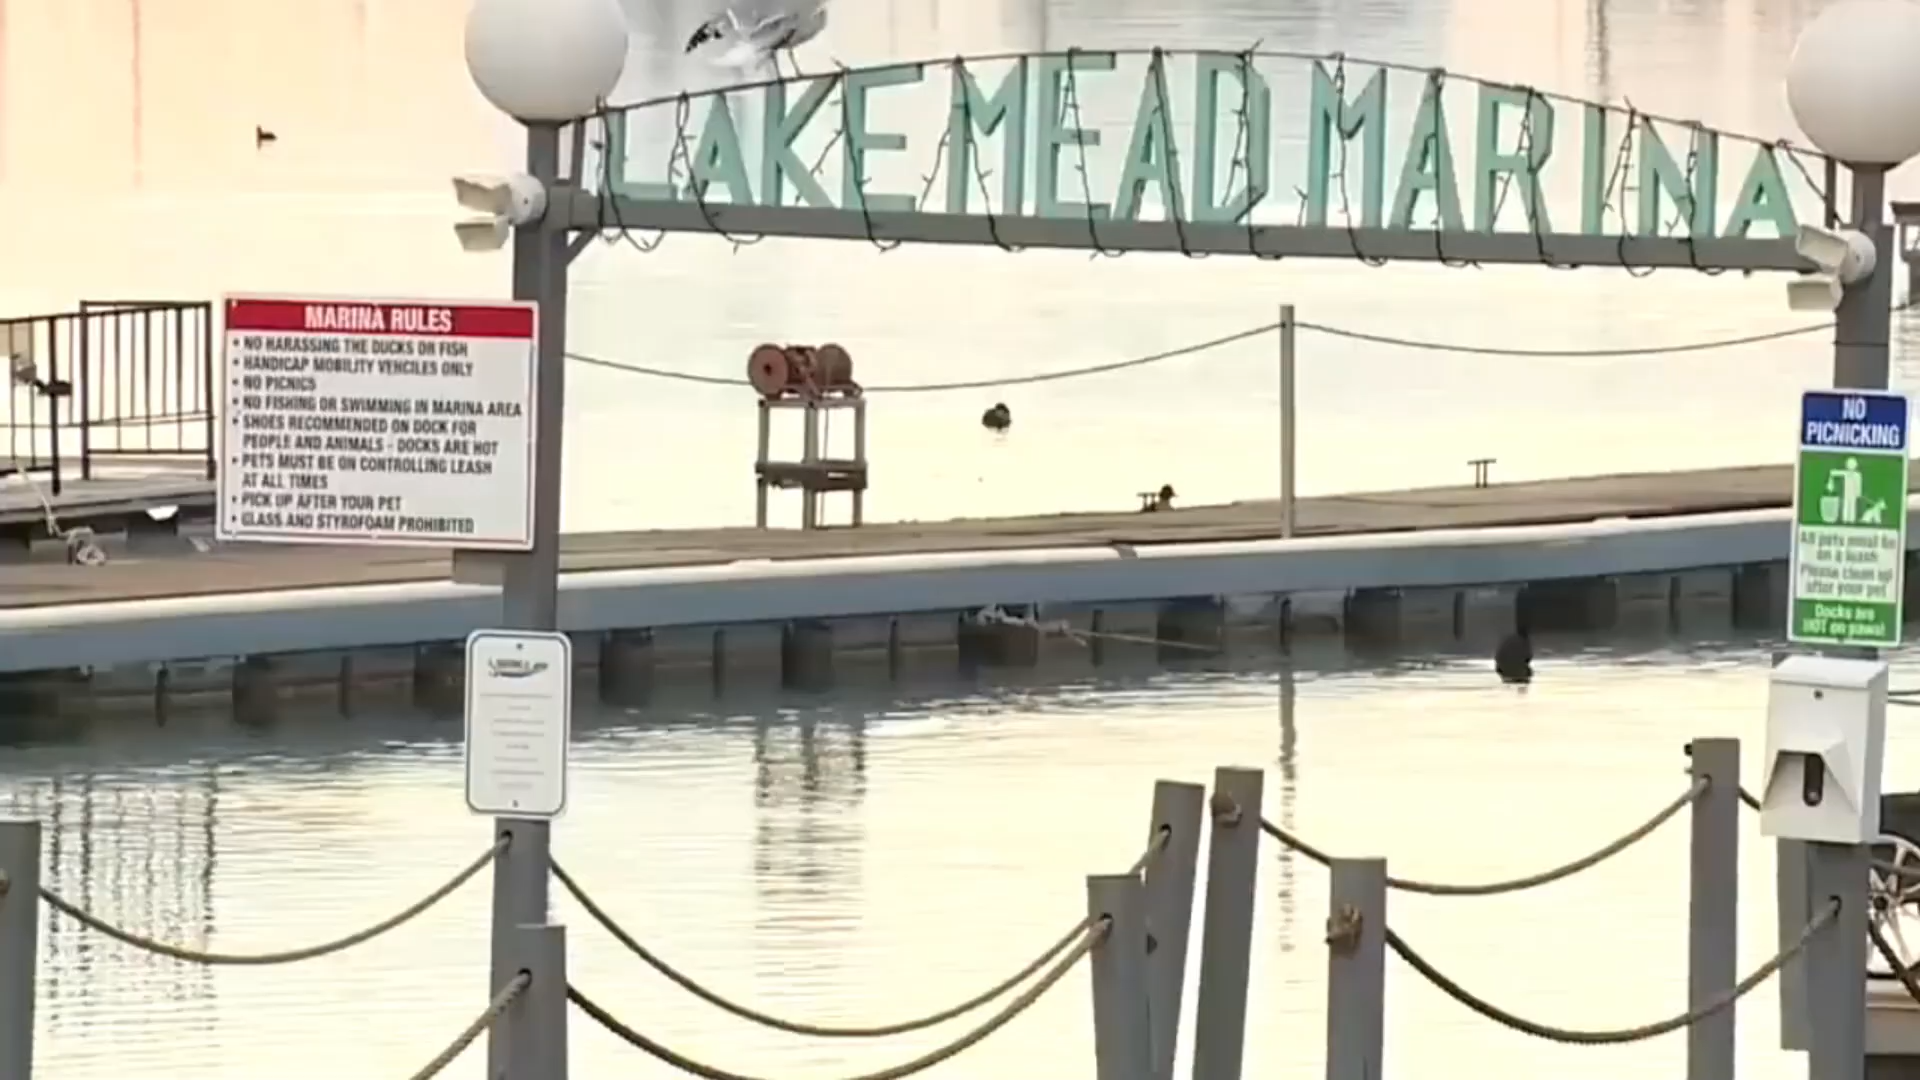 LAKE MEAD MARINA
MARINA RULES
• NO HARASSING THE DUCKS OR FISH
• HANDICAP MOBILITY VEHCILES ONLY
• NO PICNICS
• NO FISHING OR SWIMMING IN MARINA AREA
• SHOES RECOMMENDED ON DOCK FOR
PEOPLE AND ANIMALS - DOCKS ARE HOT
• PETS MUST BE ON CONTROLLING LEASH
AT ALL TIMES
• PICK UP AFTER YOUR PET
• GLASS AND STYROFOAM PROHIBITED
NO
PICNICKING
All pets must be
on a leash
Please clean up
after your pet
Docks are
HOT on paws!